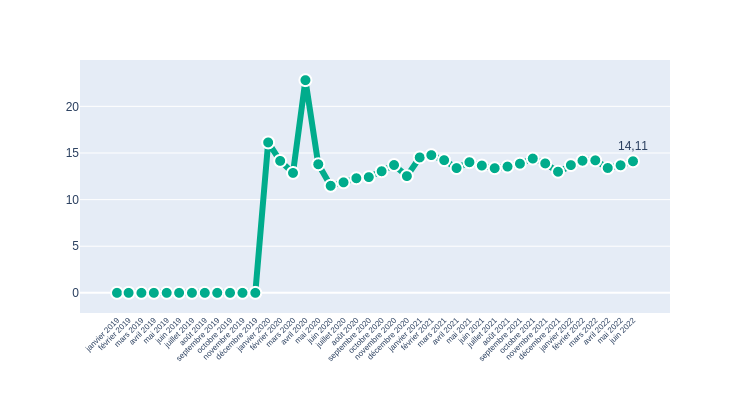 20
15
10
5
0
14,11
janvier 2019
février 2019
mars 2019
avril 2019
mai 2019
juin 2019
juillet 2019
août 2019
septembre 2019
octobre 2019
novembre 2019
décembre 2019
janvier 2020
février 2020
mars 2020
avril 2020
mai 2020
juin 2020
juillet 2020
août 2020
septembre 2020
octobre 2020
novembre 2020
décembre 2020
janvier 2021
février 2021
mars 2021
avril 2021
mai 2021
juin 2021
juillet 2021
août 2021
septembre 2021
octobre 2021
novembre 2021
décembre 2021
janvier 2022
février 2022
mars 2022
avril 2022
mai 2022
juin 2022